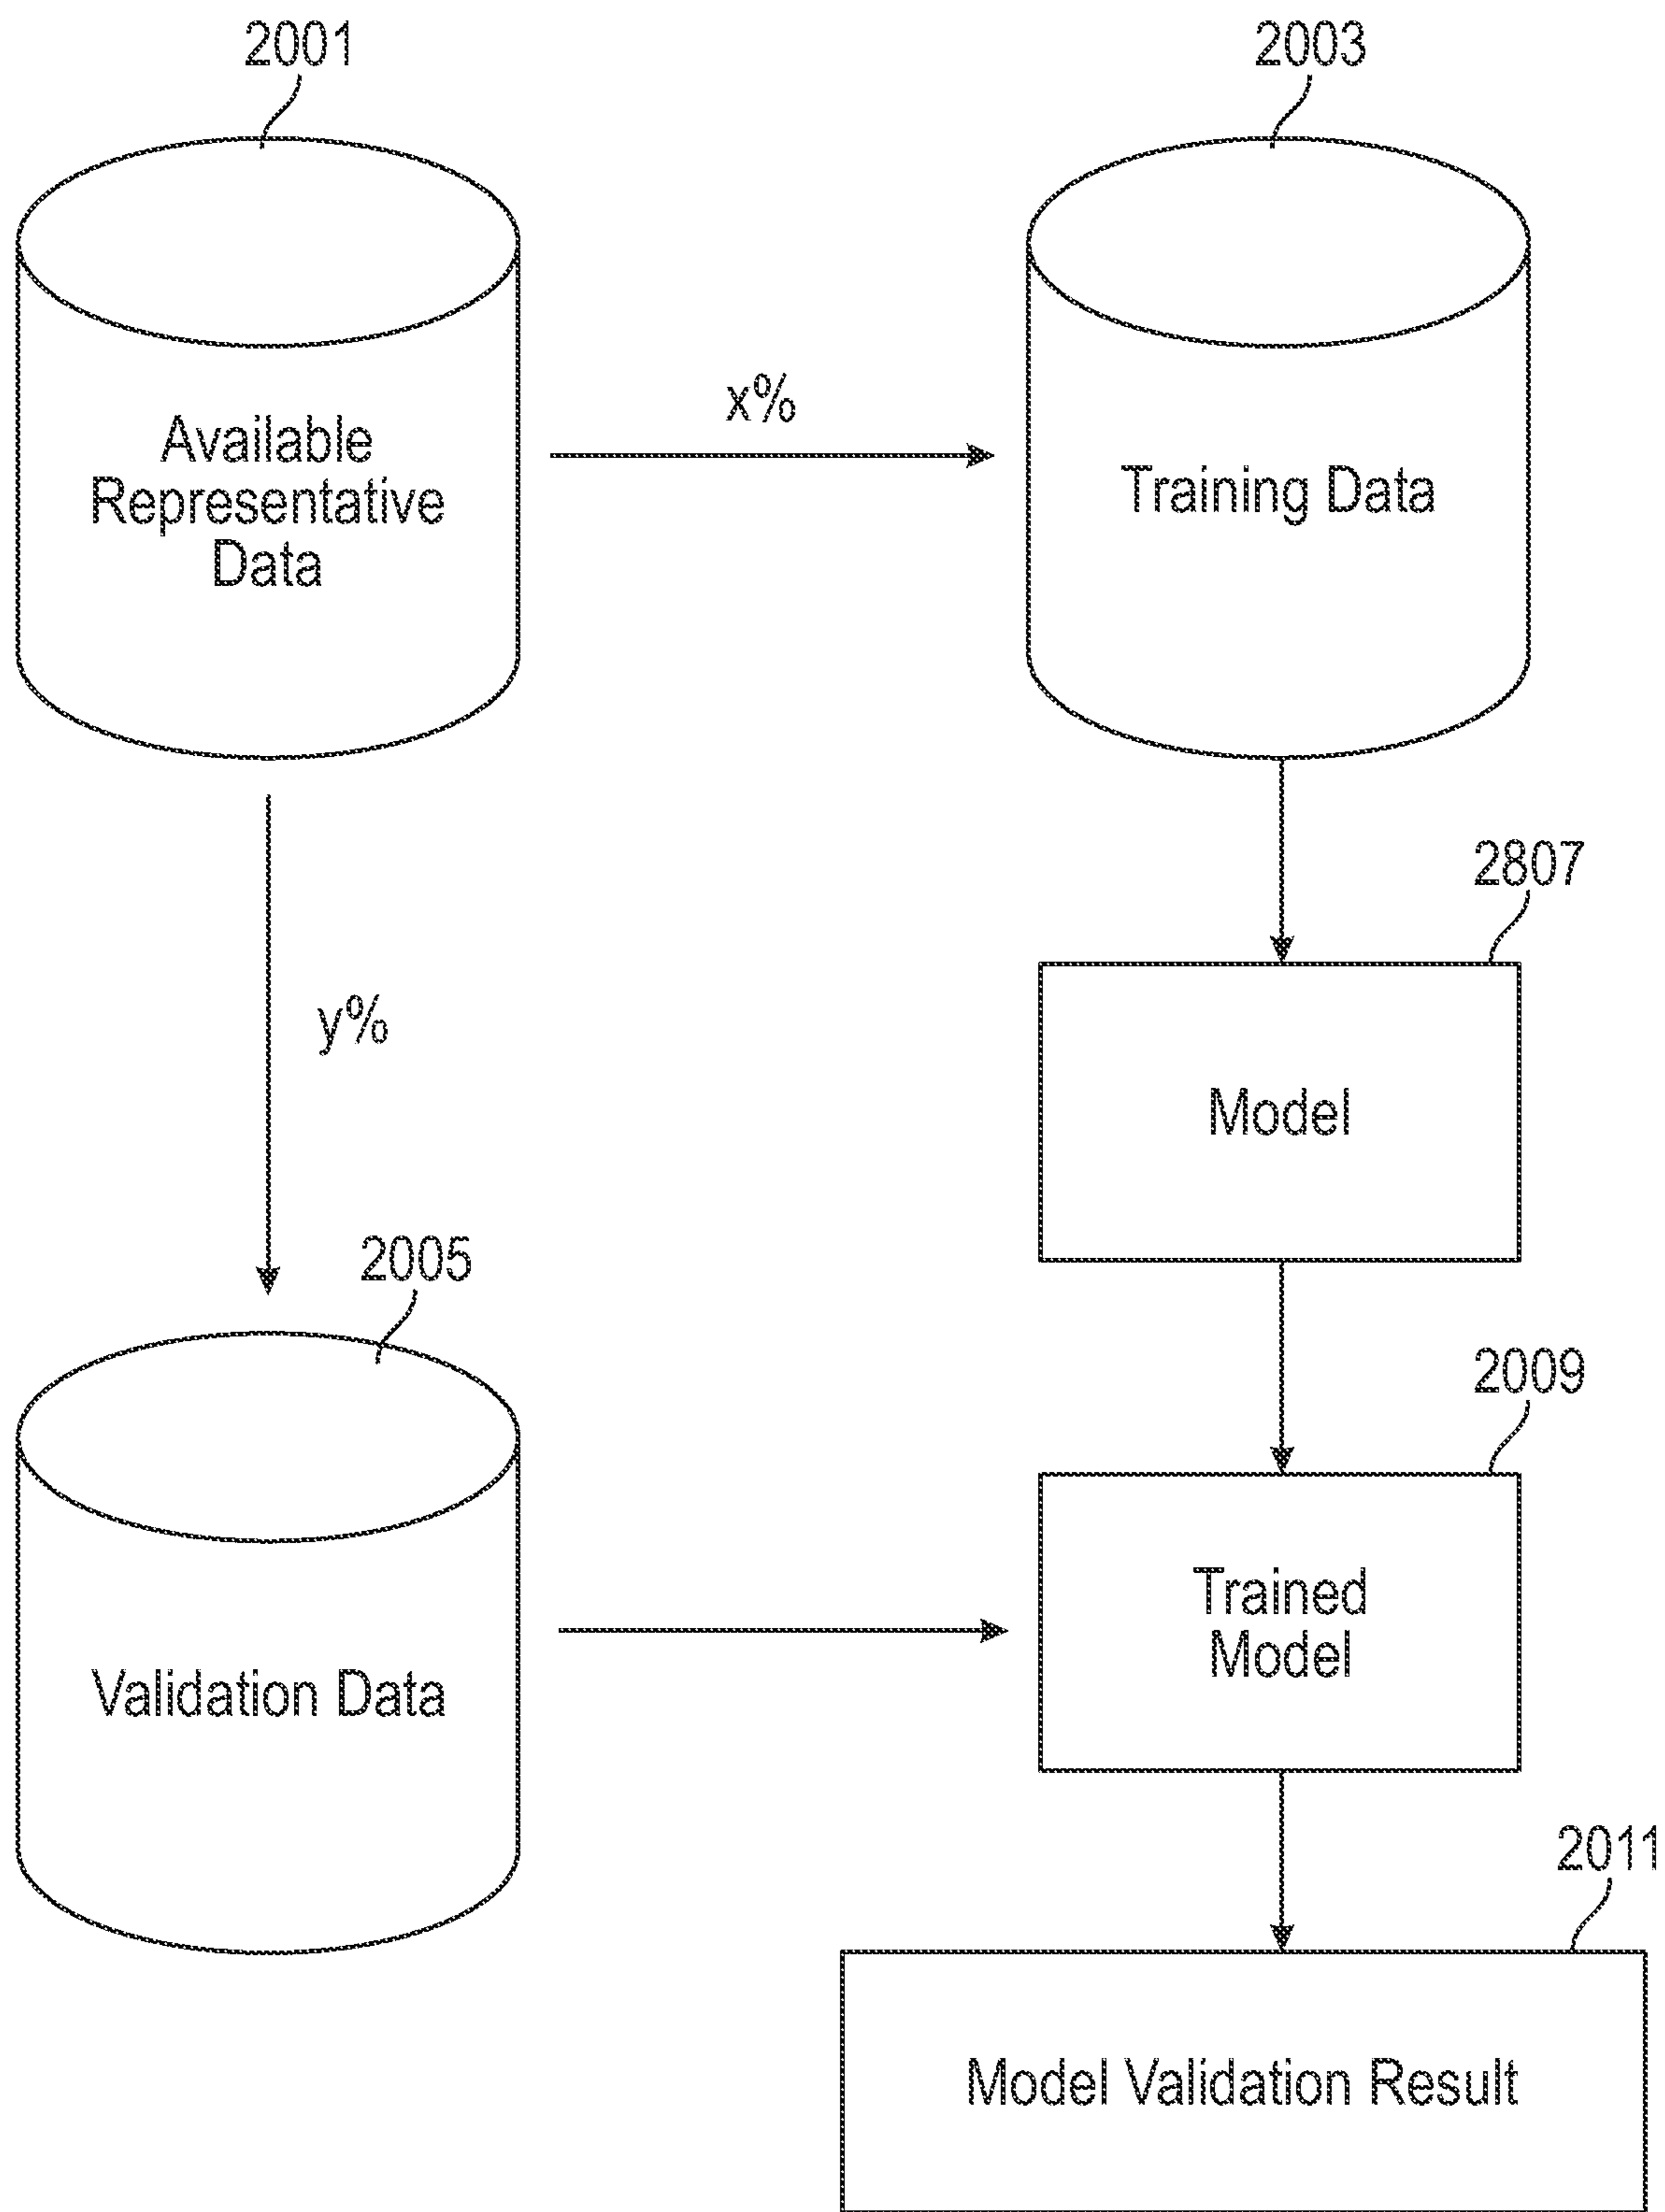 2001
2003
Available
Representative
Data
x%
Training Data
2807
y%
Model
2005
2009
Trained
Model
Validation Data
2011
Model Validation Result